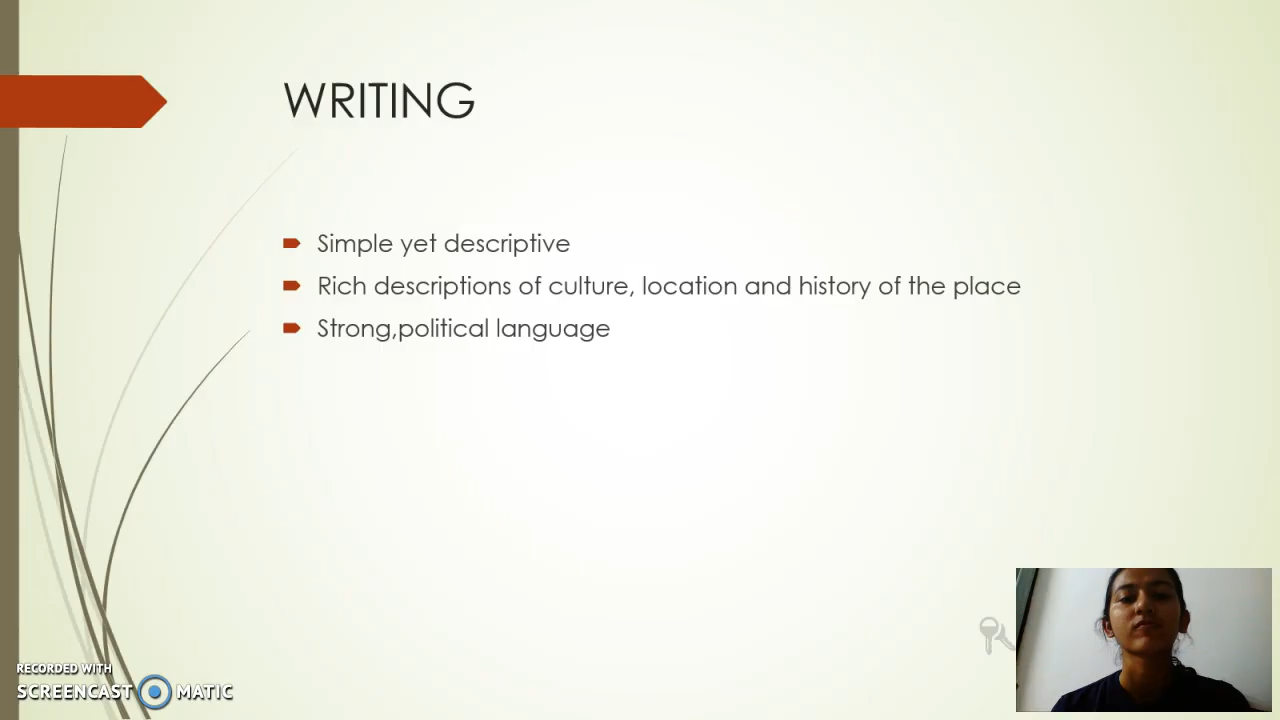 WRITING
Simple yet descriptive
Rich descriptions of culture, location and history of the place
Strong,political language
RECORDED WITH
SCREENCAST MATIC